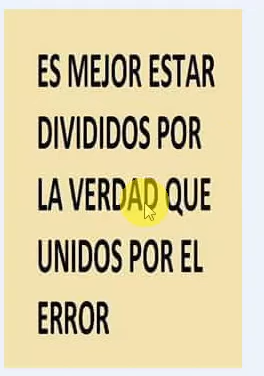 ES MEJOR ESTAR
DIVIDIDOS POR
LA VERDAD QUE
UNIDOS POR EL
ERROR